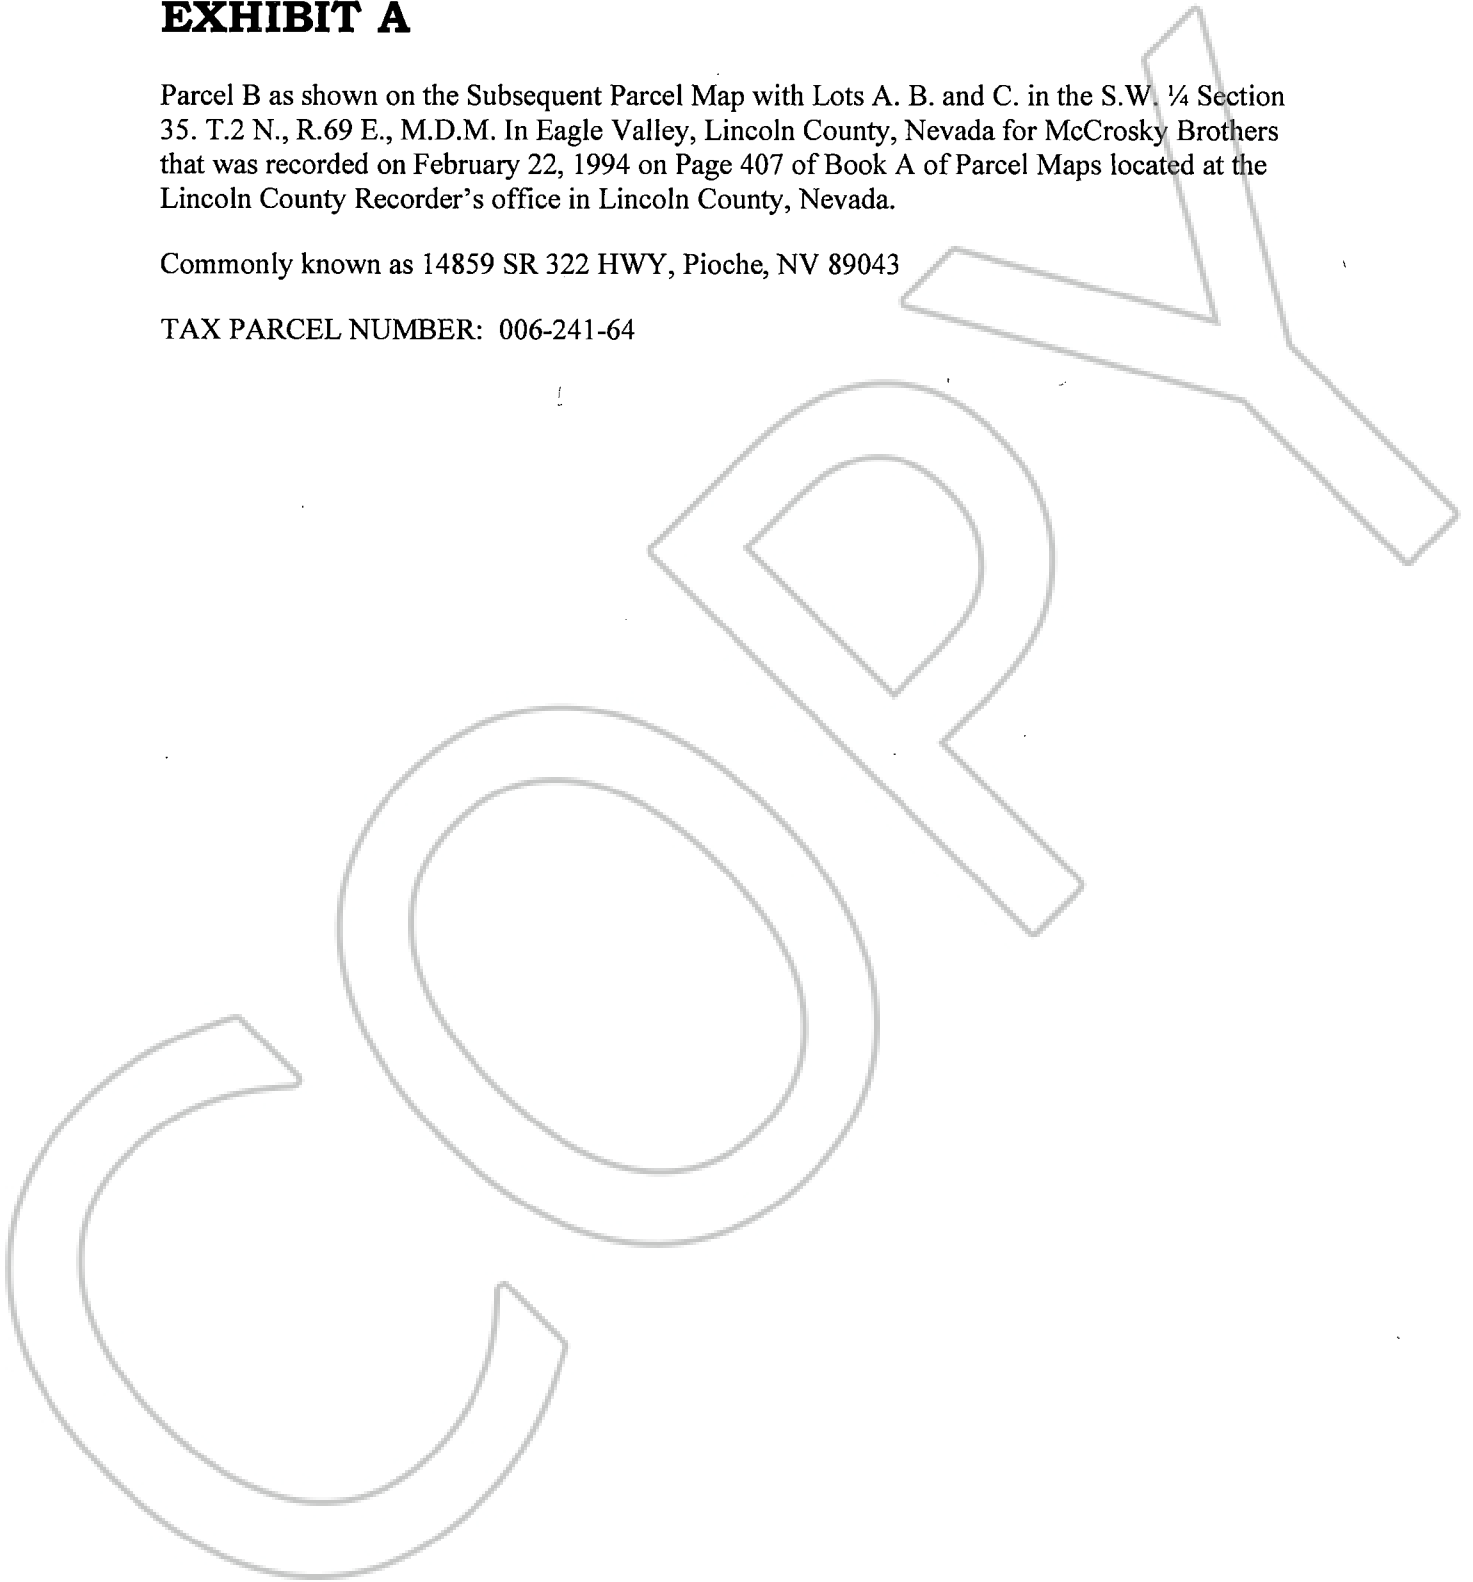 EXHIBIT A
Parcel B as shown on the Subsequent Parcel Map with Lots A. B. and C. in the S.W. ¼ Section
35. T.2 N., R.69 E., M.D.M. In Eagle Valley, Lincoln County, Nevada for McCrosky Brothers
that was recorded on February 22, 1994 on Page 407 of Book A of Parcel Maps located at the
Lincoln County Recorder's office in Lincoln County, Nevada.
Commonly known as 14859 SR 322 HWY, Pioche, NV 89043
TAX PARCEL NUMBER: 006-241-64
COPY